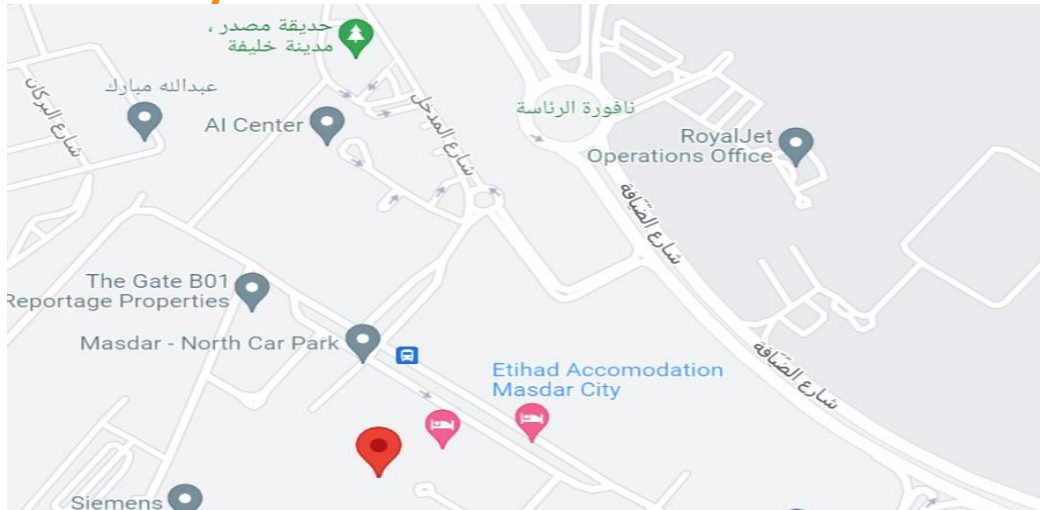 حديقة مصدر ،
مدينة خليفة
عبدالله مبارك
شارع البركان
AI Center
شارع المدخل
نافورة الرئاسة
RoyalJet
Operations Office
شارع الضيافة
The Gate B01
Reportage Properties
Masdar - North Car Park
شارع الضيافة
Etihad Accomodation
Masdar City
Siemens